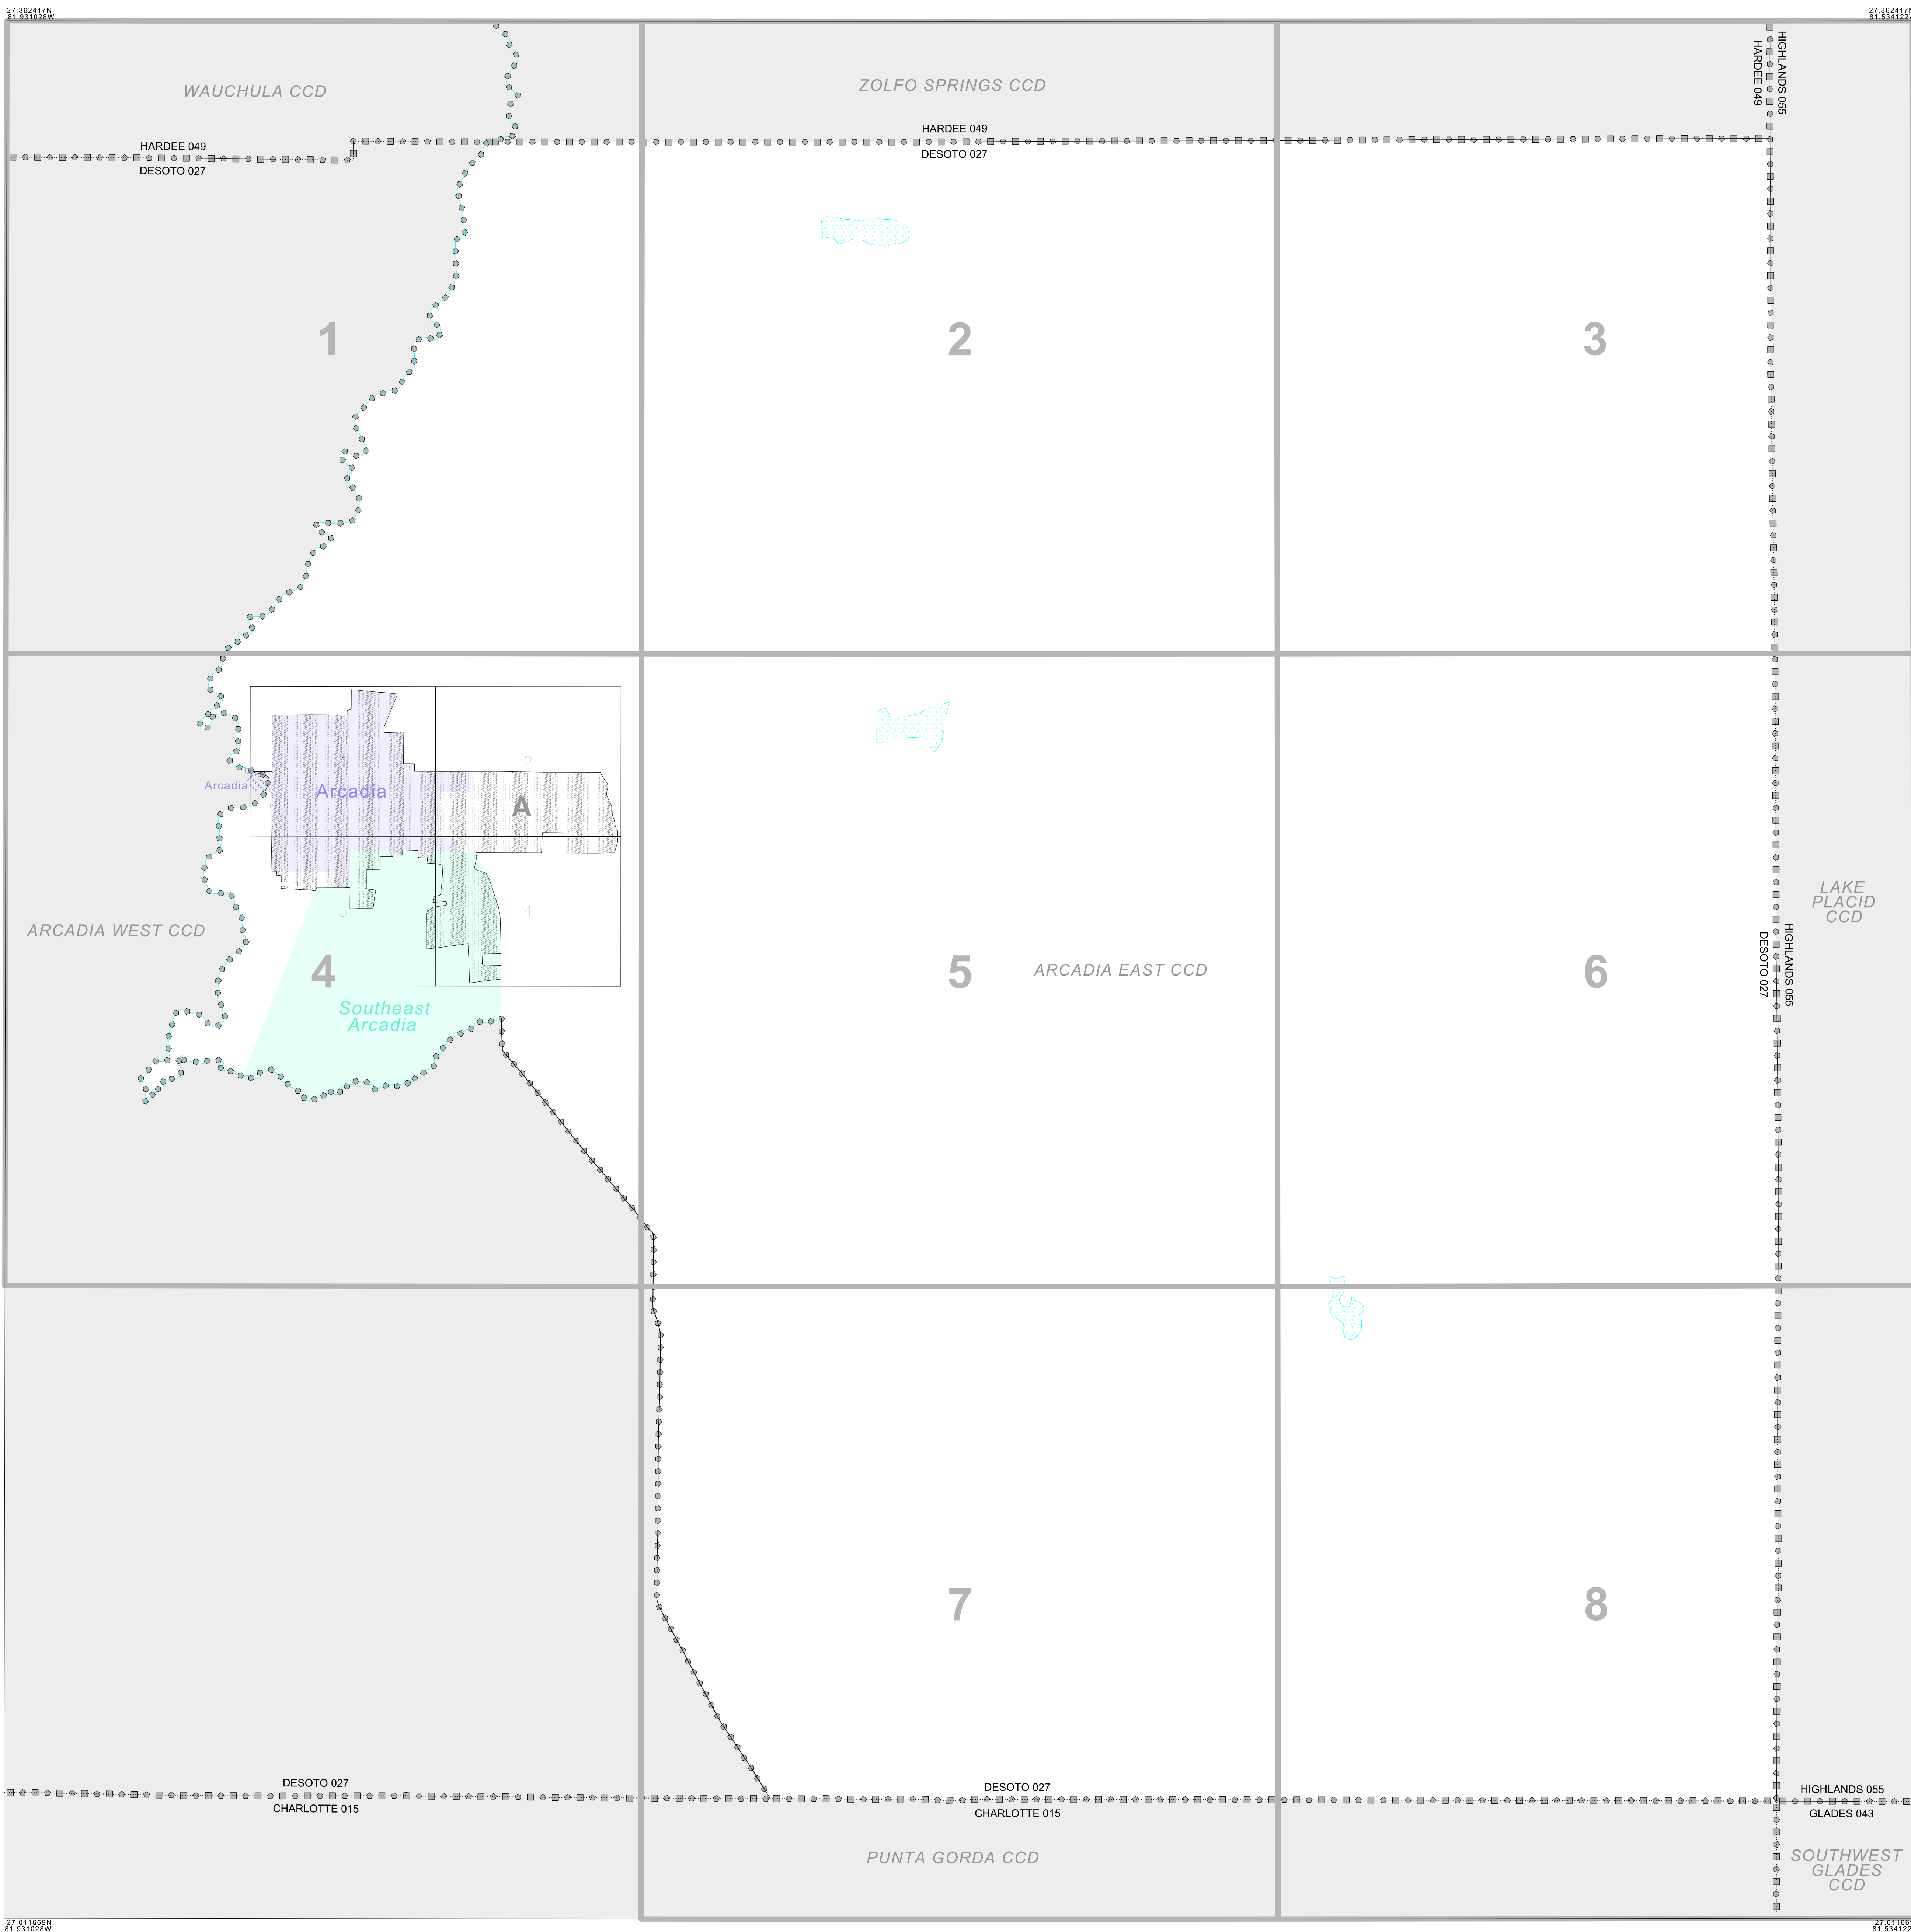 27.362417N
81.931028W
27.362417N
81.534122W
WAUCHULA CCD
ZOLFO SPRINGS CCD
HARDEE 049
HIGHLANDS 055
HARDEE 049
DESOTO 027
HARDEE 049
DESOTO 027
1
2
3
1
2
Arcadia
Arcadia
A
3
4
LAKE
PLACID
CCD
ARCADIA WEST CCD
4
5
ARCADIA EAST CCD
6
DESOTO 027
HIGHLANDS 055
Southeast
Arcadia
7
8
DESOTO 027
CHARLOTTE 015
DESOTO 027
CHARLOTTE 015
HIGHLANDS 055
GLADES 043
PUNTA GORDA CCD
SOUTHWEST
GLADES
CCD
27.011669N
81.931028W
27.011669N
81.534122W